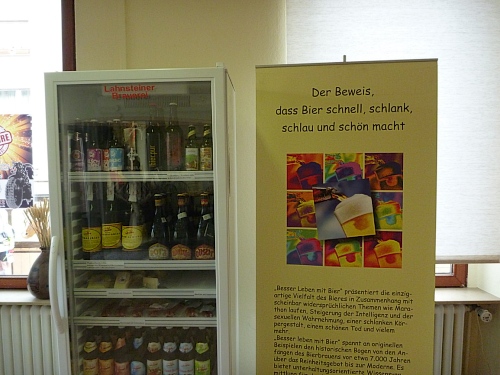 Lahnsteiner
Brauerei
Der Beweis,
dass Bier schnell, schlank,
schlau und schön macht
„Besser Leben mit Bier" präsentiert die einzig-
artige Vielfalt des Bieres in Zusammenhang mit
scheinbar widersprüchlichen Themen wie Mara-
thon laufen, Steigerung der Intelligenz und der
sexuellen Wahrnehmung, einer schlanken Kör-
pergestalt, einem schönen Tod und vielem
mehr.
„Besser leben mit Bier" spannt an originellen
Beispielen den historischen Bogen von den An-
fängen des Bierbrauens vor etwa 7.000 Jahren
über das Reinheitsgebot bis zur Moderne. Es
bietet unterhaltungsorientierte